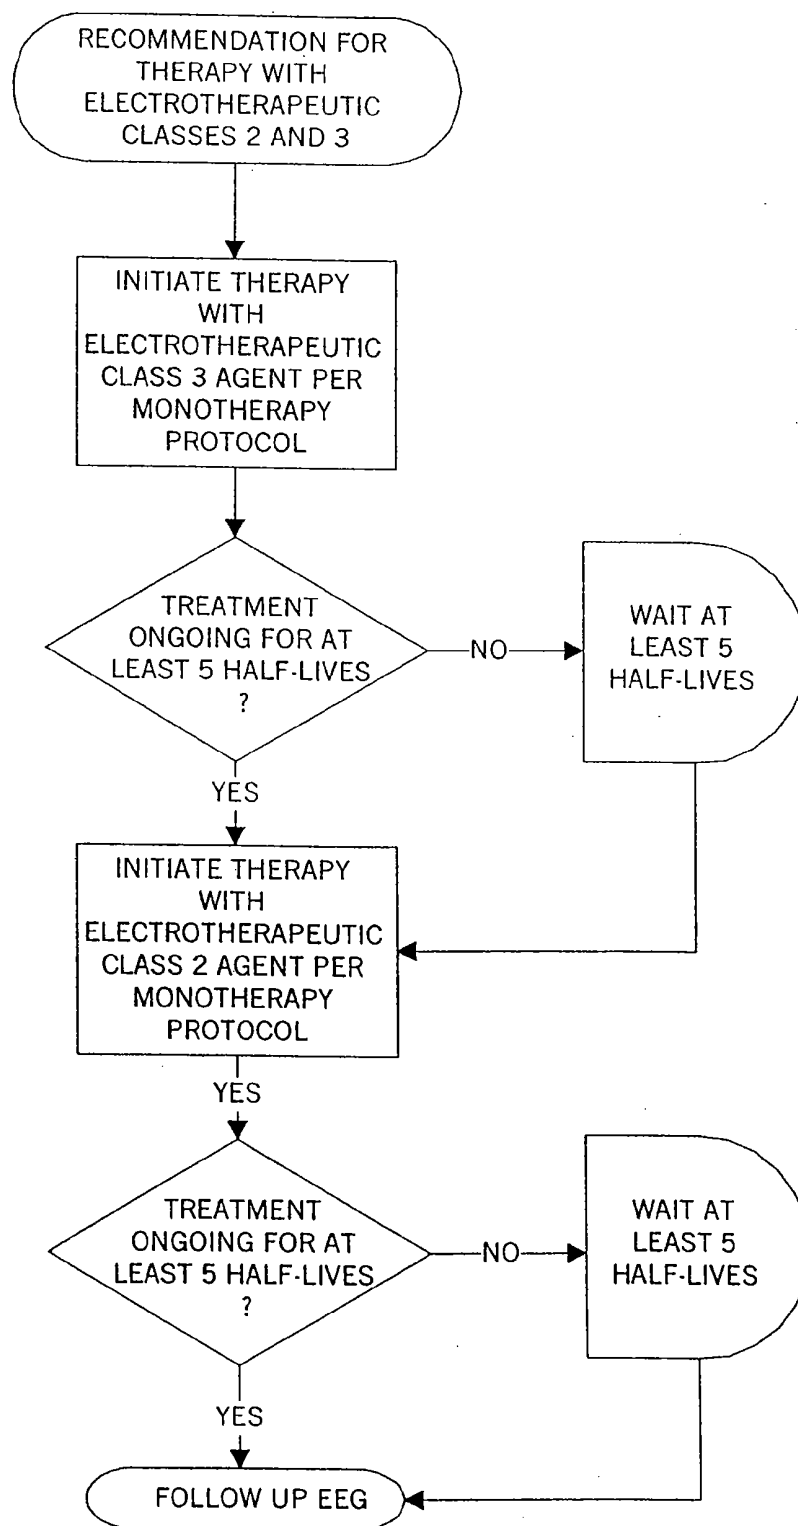 RECOMMENDATION FOR
THERAPY WITH
ELECTROTHERAPEUTIC
CLASSES 2 AND 3
INITIATE THERAPY
WITH
ELECTROTHERAPEUTIC
CLASS 3 AGENT PER
MONOTHERAPY
PROTOCOL
TREATMENT
ONGOING FOR AT
LEAST 5 HALF-LIVES
?
NO
WAIT AT
LEAST 5
HALF-LIVES
YES
INITIATE THERAPY
WITH
ELECTROTHERAPEUTIC
CLASS 2 AGENT PER
MONOTHERAPY
PROTOCOL
YES
TREATMENT
ONGOING FOR AT
LEAST 5 HALF-LIVES
?
NO
WAIT AT
LEAST 5
HALF-LIVES
YES
FOLLOW UP EEG